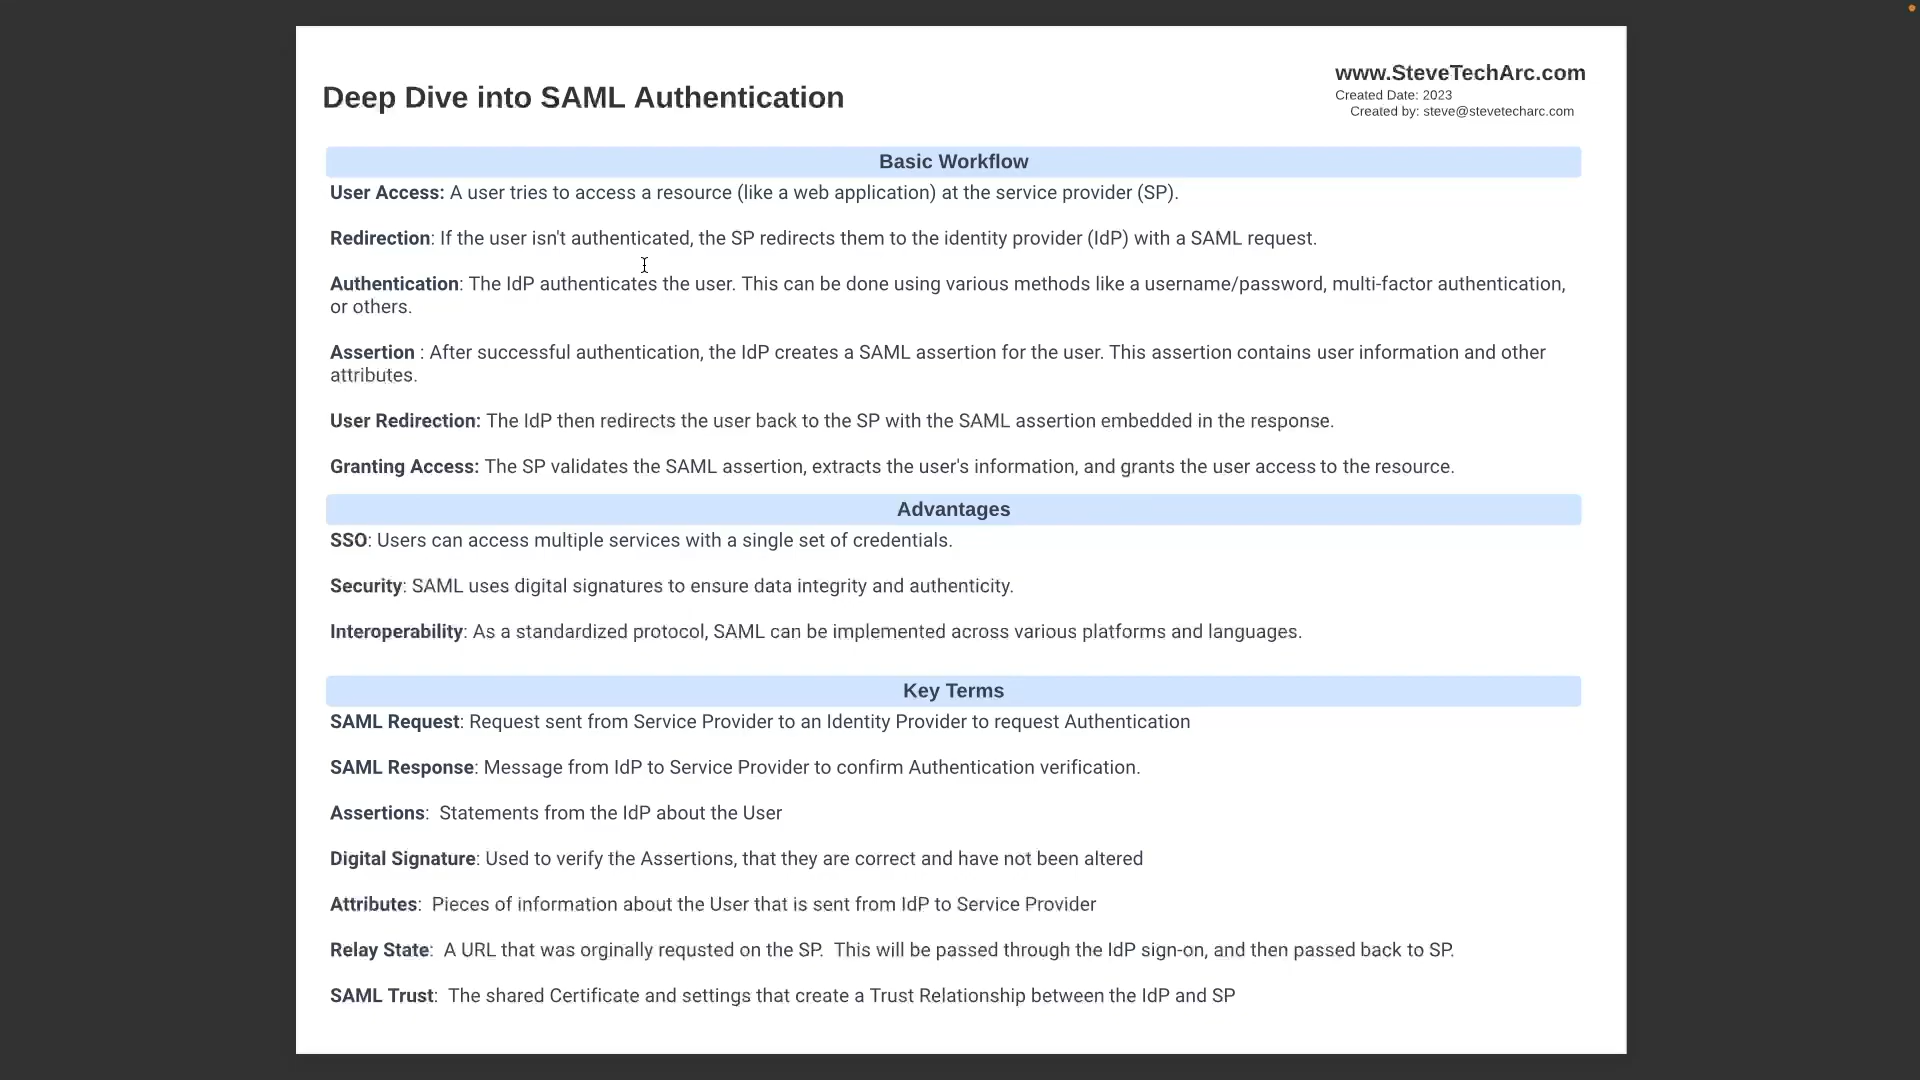 Deep Dive into SAML Authentication
www.SteveTechArc.com
Created Date: 2023
Created by: steve@stevetecharc.com
Basic Workflow
User Access: A user tries to access a resource (like a web application) at the service provider (SP).
Redirection: If the user isn't authenticated, the SP redirects them to the identity provider (IdP) with a SAML request.
Authentication: The IdP authenticates the user. This can be done using various methods like a username/password, multi-factor authentication,
or others.
Assertion : After successful authentication, the IdP creates a SAML assertion for the user. This assertion contains user information and other
attributes.
User Redirection: The IdP then redirects the user back to the SP with the SAML assertion embedded in the response.
Granting Access: The SP validates the SAML assertion, extracts the user's information, and grants the user access to the resource.
Advantages
SSO: Users can access multiple services with a single set of credentials.
Security: SAML uses digital signatures to ensure data integrity and authenticity.
Interoperability: As a standardized protocol, SAML can be implemented across various platforms and languages.
Key Terms
SAML Request: Request sent from Service Provider to an Identity Provider to request Authentication
SAML Response: Message from IdP to Service Provider to confirm Authentication verification.
Assertions:  Statements from the IdP about the User
Digital Signature: Used to verify the Assertions, that they are correct and have not been altered
Attributes:  Pieces of information about the User that is sent from IdP to Service Provider
Relay State:  A URL that was orginally requsted on the SP.  This will be passed through the IdP sign-on, and then passed back to SP.
SAML Trust:  The shared Certificate and settings that create a Trust Relationship between the IdP and SP